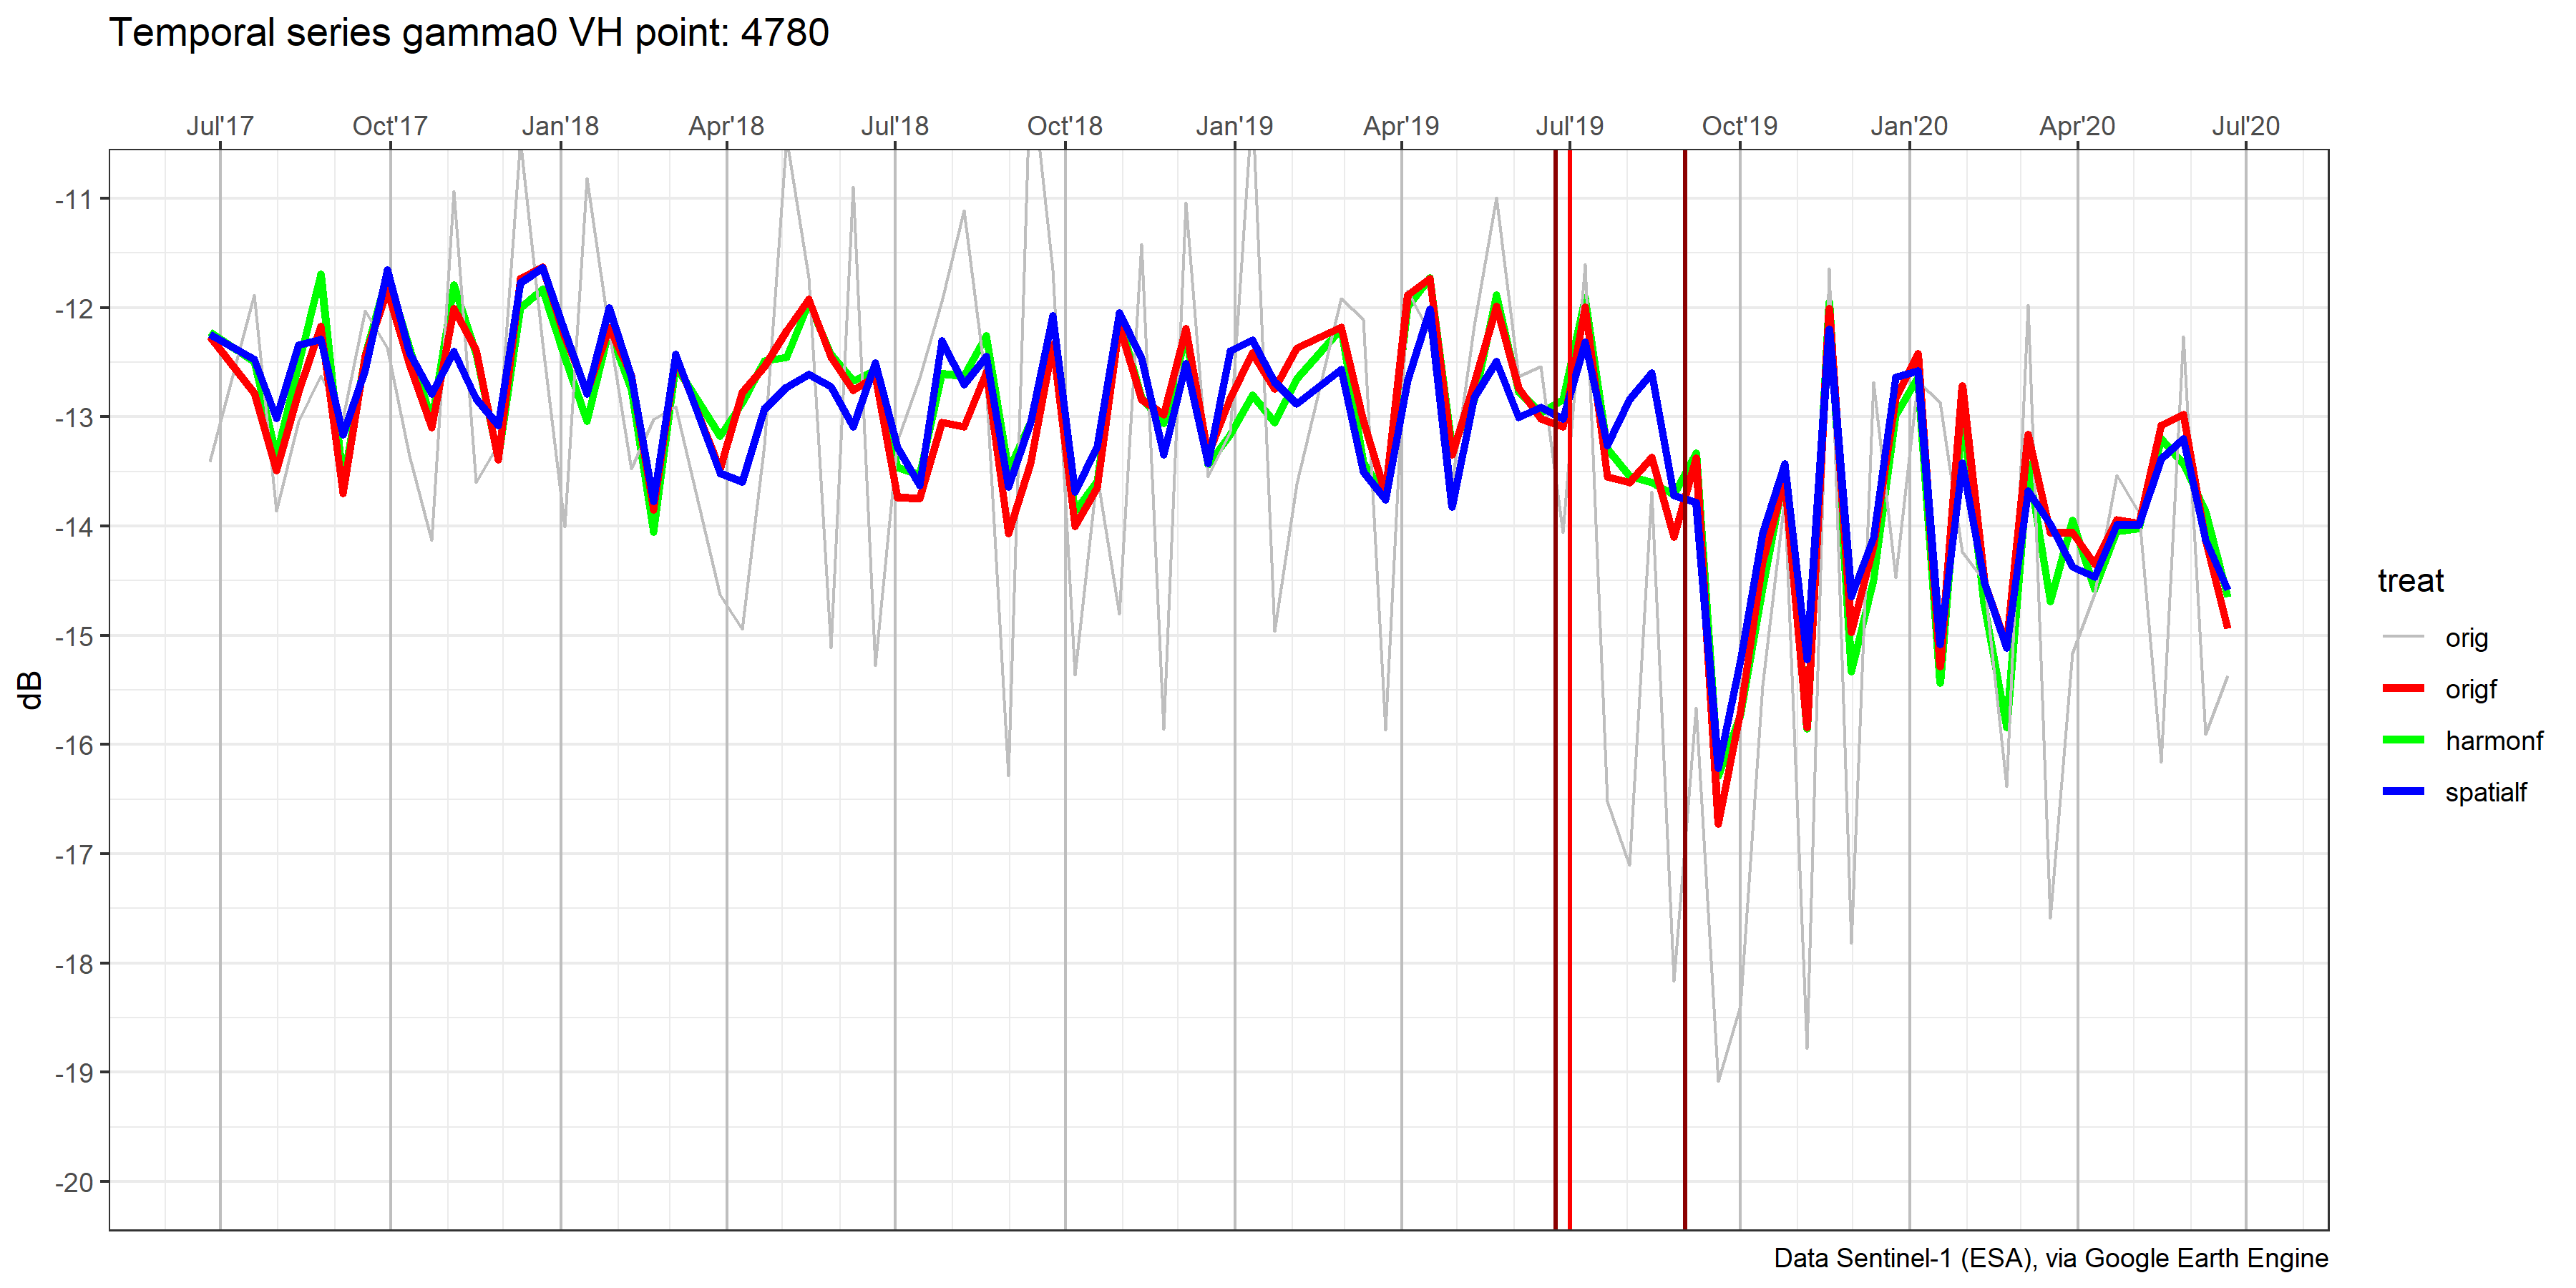 Temporal series gamma0 VH point: 4780
Jul'17 Oct'17 Jan'18 Apr'18 Jul'18 Oct'18 Jan'19 Apr'19 Jul'19 Oct'19 Jan'20 Apr'20 Jul'20
-11
-12
-13
-14
-15
-16
-17
-18
-19
-20
dB
treat
orig
origf
harmonf
spatialf
Data Sentinel-1 (ESA), via Google Earth Engine